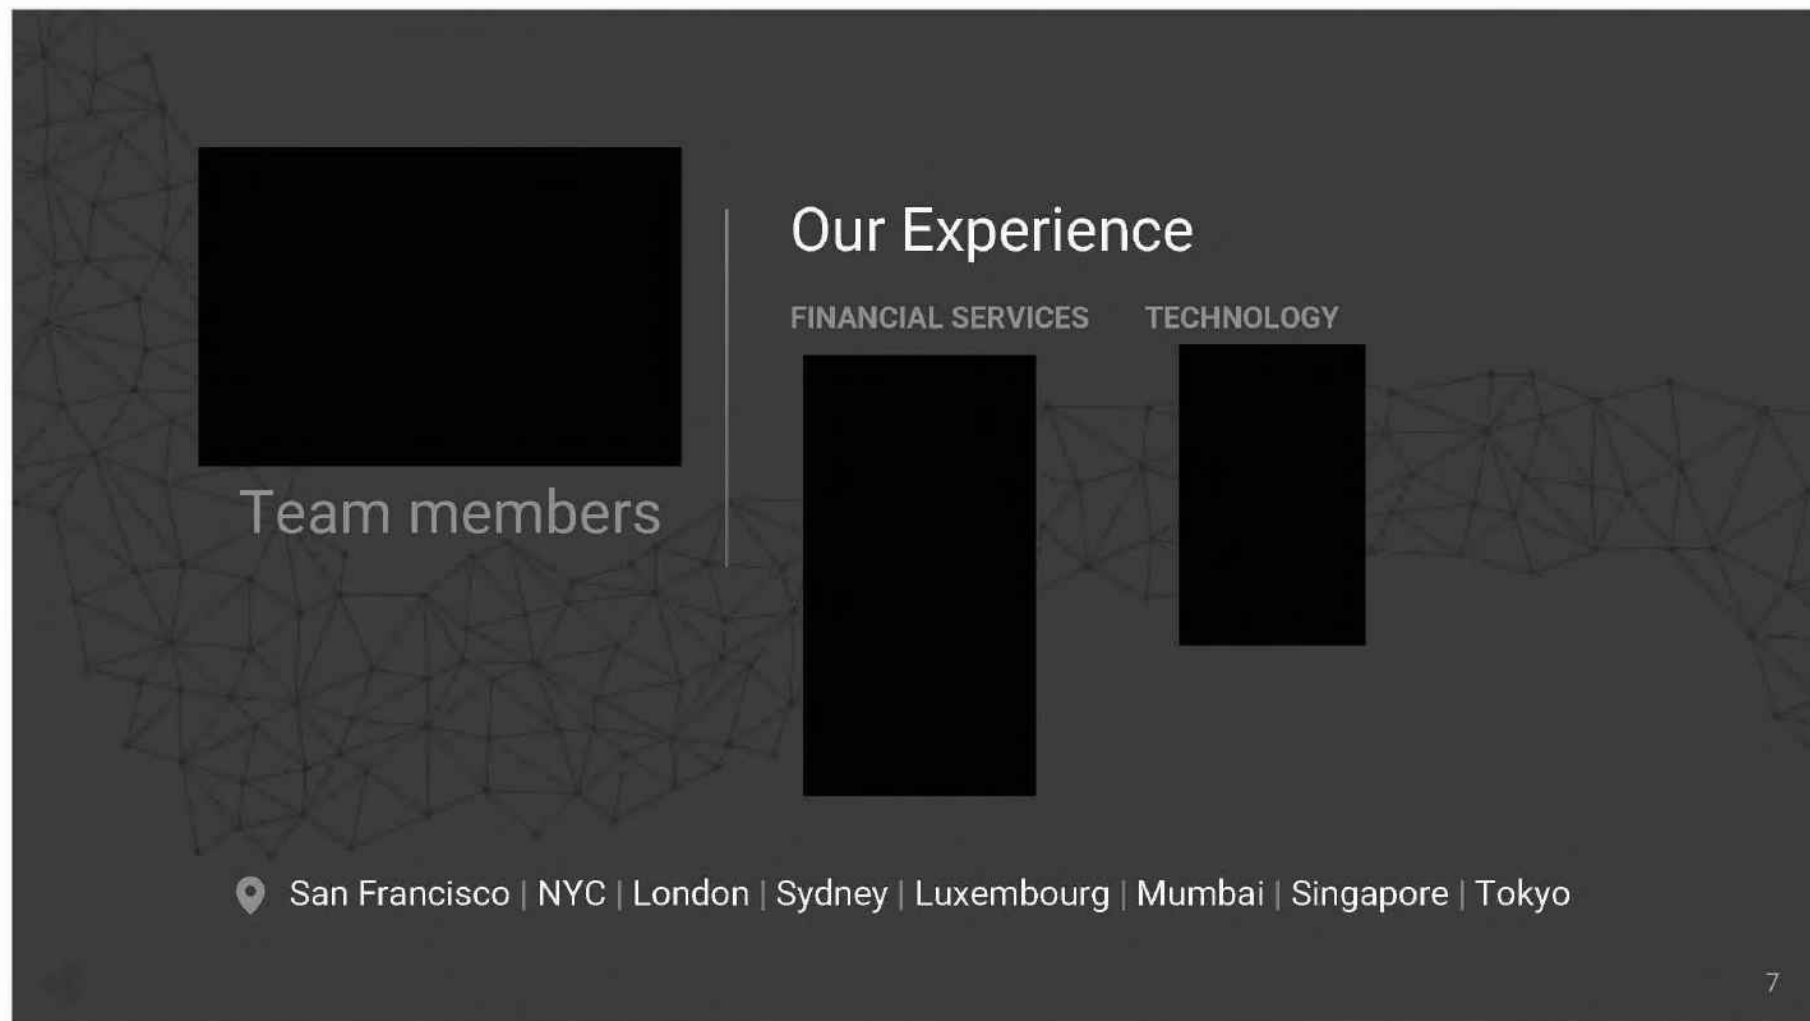 Team members
Our Experience
FINANCIAL SERVICES
TECHNOLOGY
San Francisco | NYC | London | Sydney | Luxembourg | Mumbai | Singapore | Tokyo
7